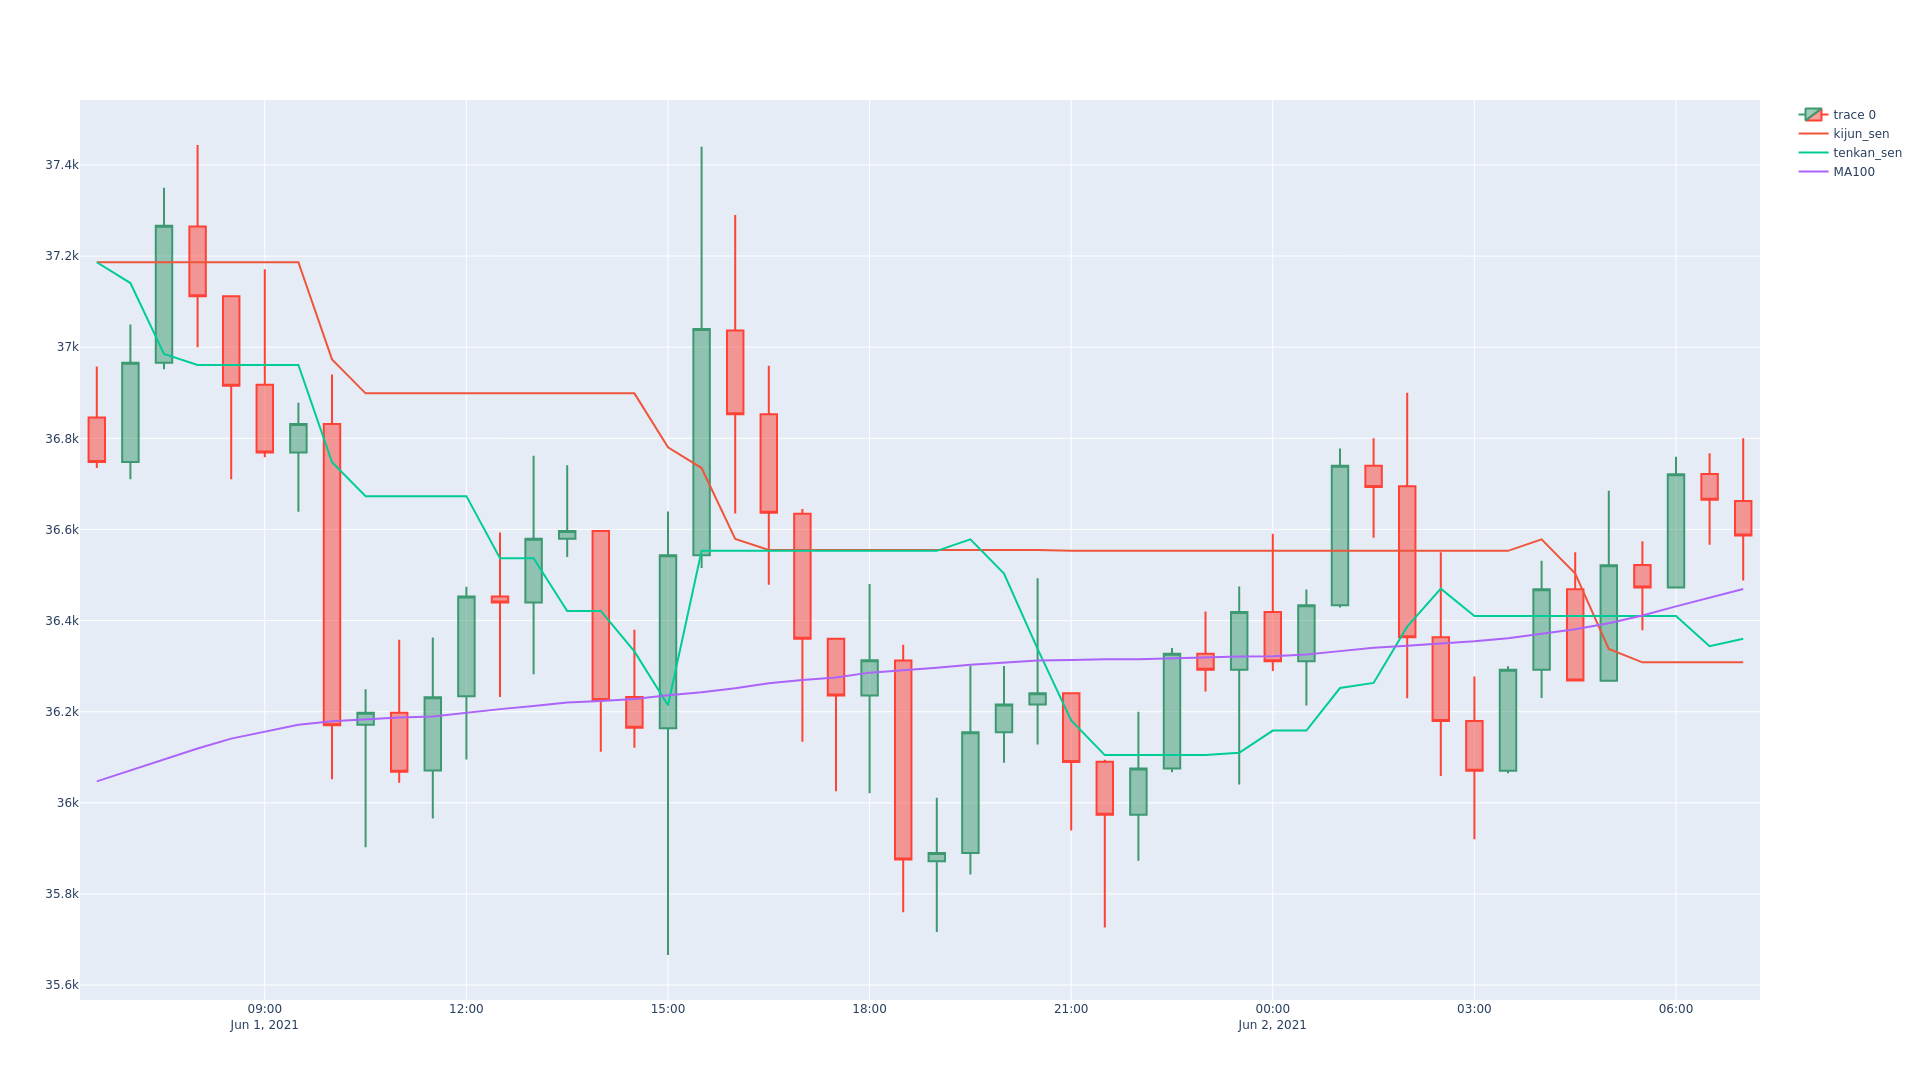 trace 0
kijun_sen
tenkan_sen
MA100
37.4k
37.2k
37k
36.8k
36.6k
36.4k
36.2k
36k
35.8k
35.6k
09:00 12:00 15:00 18:00 21:00 00:00 03:00 06:00
Jun 1, 2021 Jun 2, 2021